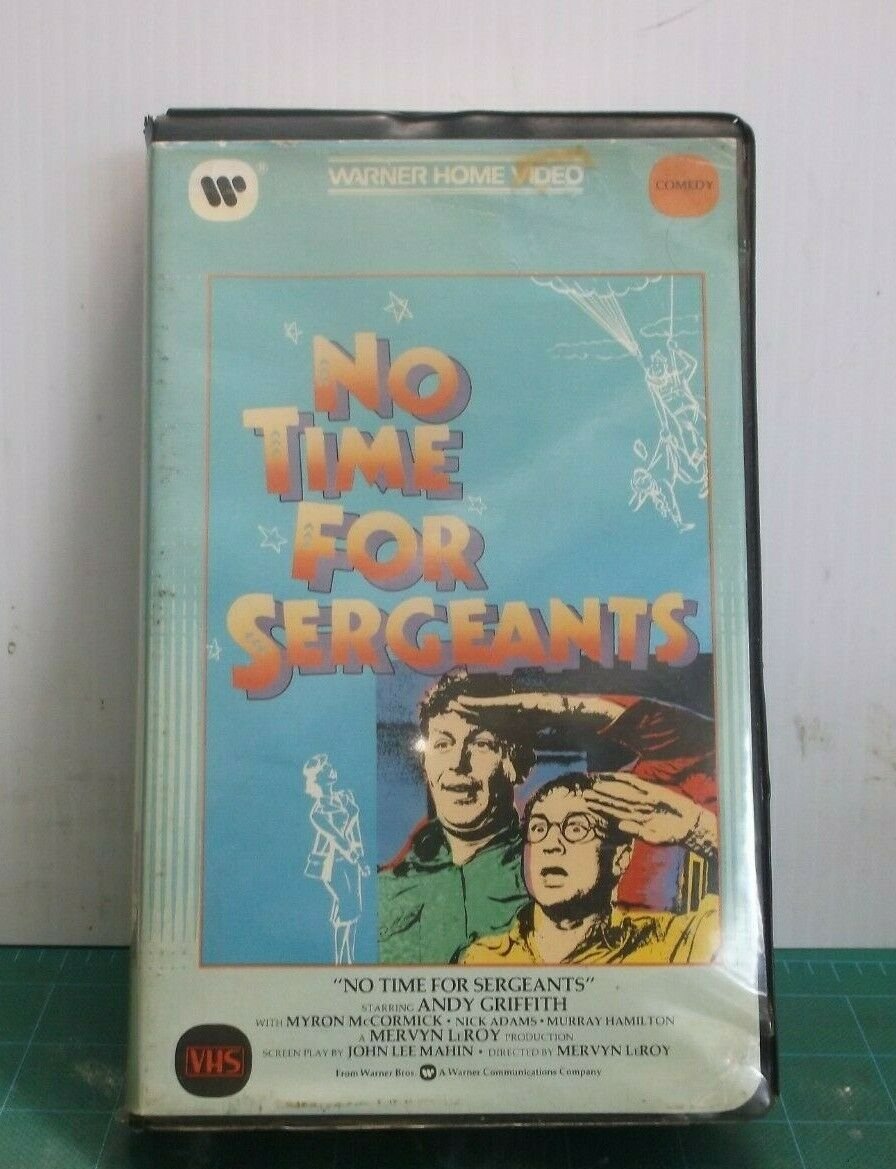 W®
WARNER HOME VIDEO
COMEDY
NO
TIME
FOR
SERGEANTS
"NO TIME FOR SERGEANTS"
STARRING ANDY GRIFFITH
WITH MYRON McCORMICK • NICK ADAMS • MURRAY HAMILTON
A MERVYN LeROY PRODUCTION
SCREEN PLAY BY JOHN LEE MAHIN • DIRECTED BY MERVYN LeROY
From Warner Bros. W A Warner Communications Company
VHS